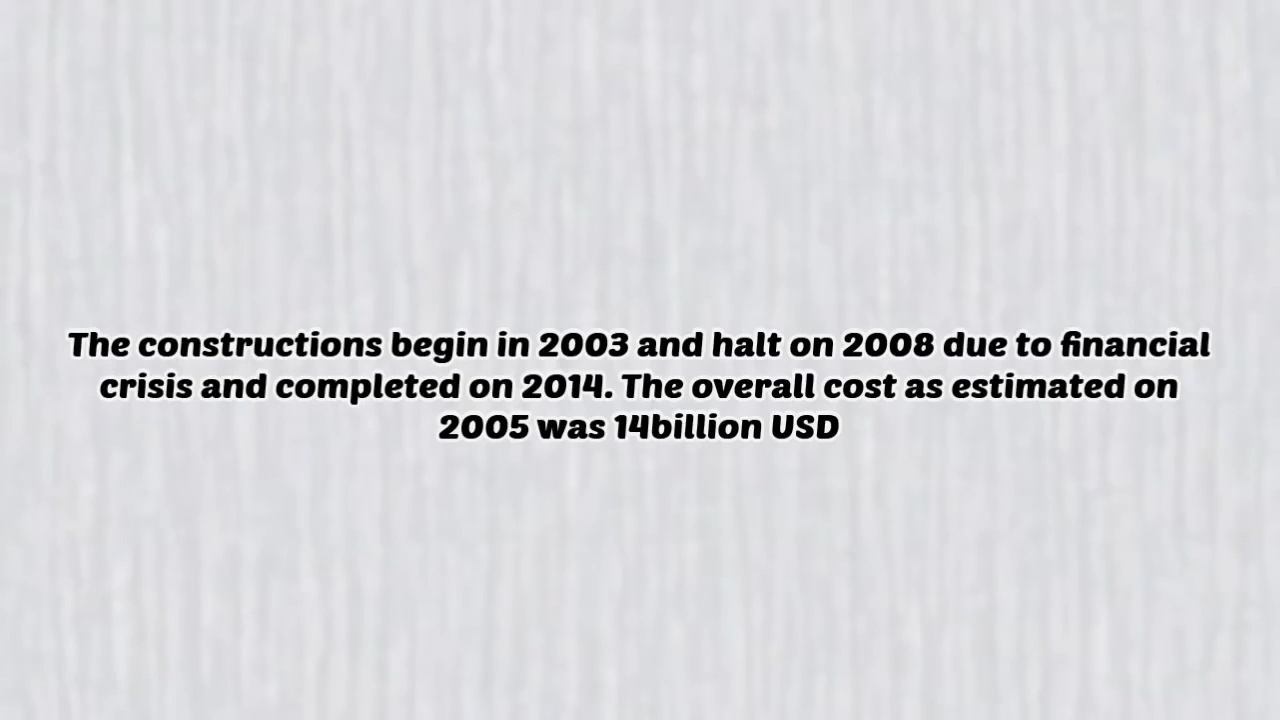 The constructions begin in 2003 and halt on 2008 due to financial
crisis and completed on 2014. The overall cost as estimated on
2005 was 14billion USD